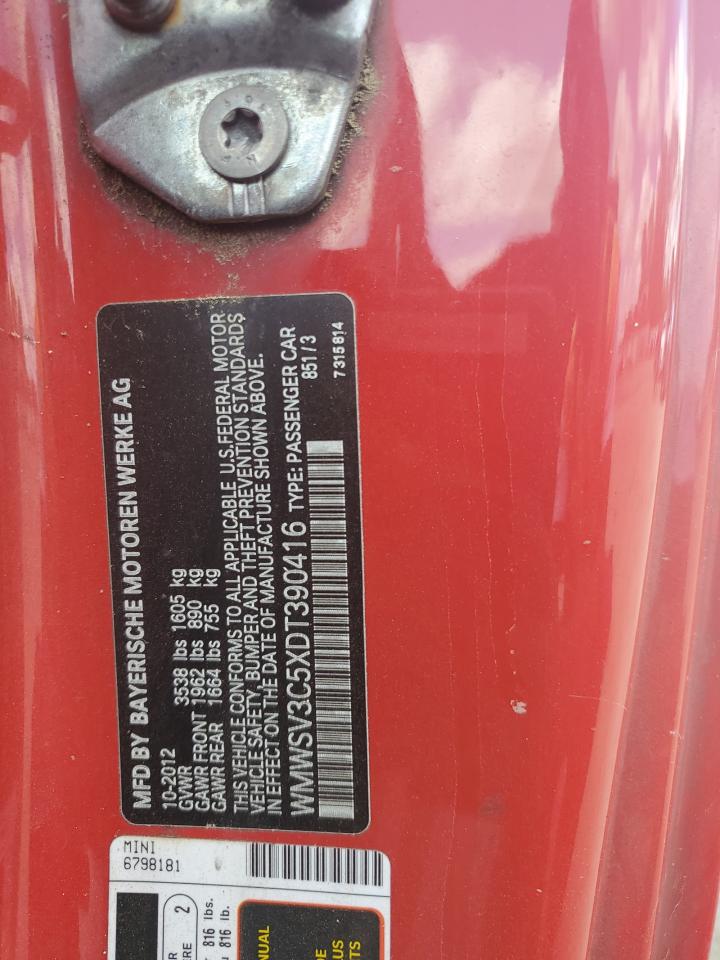 MFD BY BAYERISCHE MOTOREN WERKE AG
10-2012
GVWR 3538 lbs 1605 kg
GAWR FRONT 1962 lbs 890 kg
GAWR REAR 1664 lbs 755 kg
THIS VEHICLE CONFORMS TO ALL APPLICABLE U.S.FEDERAL MOTOR
VEHICLE SAFETY, BUMPER AND THEFT PREVENTION STANDARDS
IN EFFECT ON THE DATE OF MANUFACTURE SHOWN ABOVE.
WMWSV3C5XDT390416 TYPE: PASSENGER CAR
851/3
7315814
MINI
6798181
2
816 lbs.
816 lb.